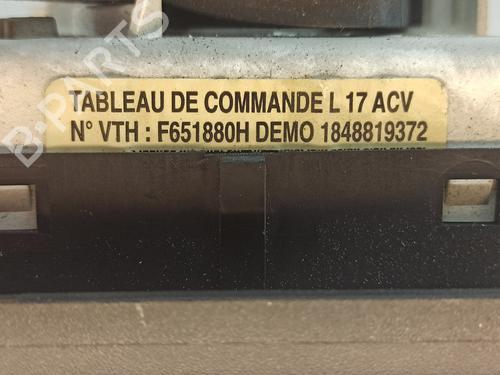 B-PARTS
TABLEAU DE COMMANDE L 17 ACV
N° VTH : F651880H DEMO 1848819372